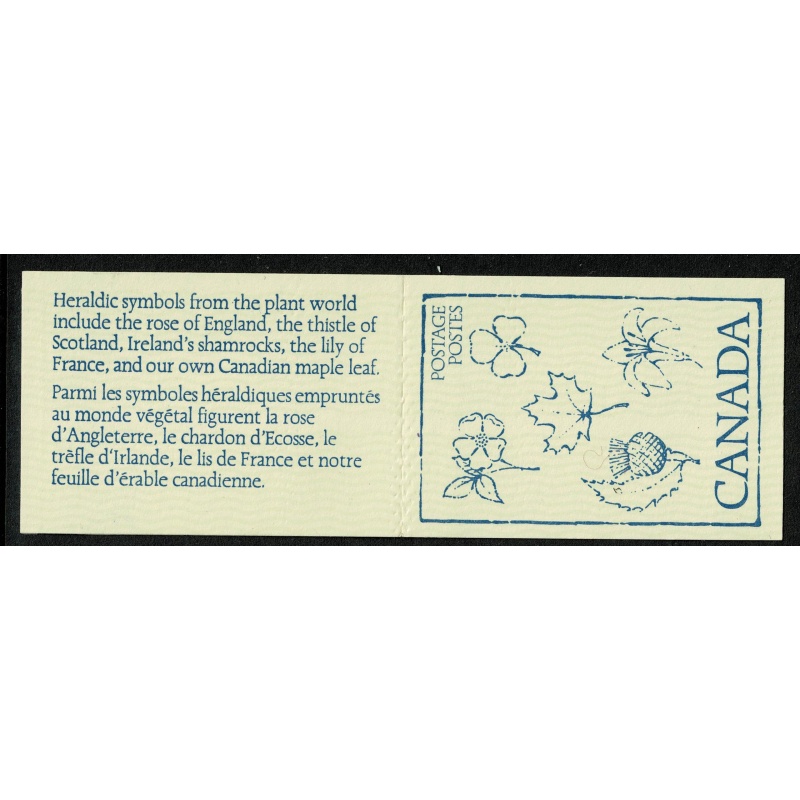 Heraldic symbols from the plant world
include the rose of England, the thistle of
Scotland, Ireland's shamrocks, the lily of
France, and our own Canadian maple leaf.
Parmi les symboles héraldiques empruntés
au monde végétal figurent la rose
d'Angleterre, le chardon d'Ecosse, le
trèfle d'Irlande, le lis de France et notre
feuille d'érable canadienne.
POSTAGE
POSTES
CANADA